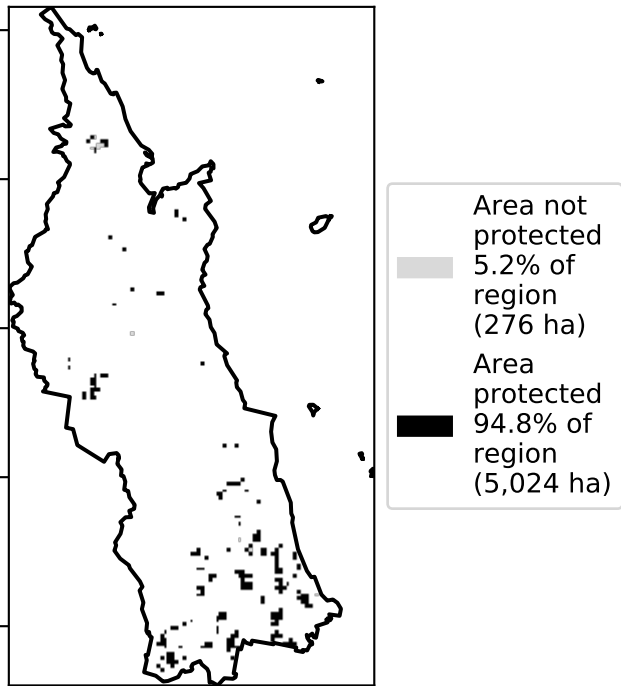 Area not
protected
5.2% of
region
(276 ha)
Area
protected
94.8% of
region
(5,024 ha)